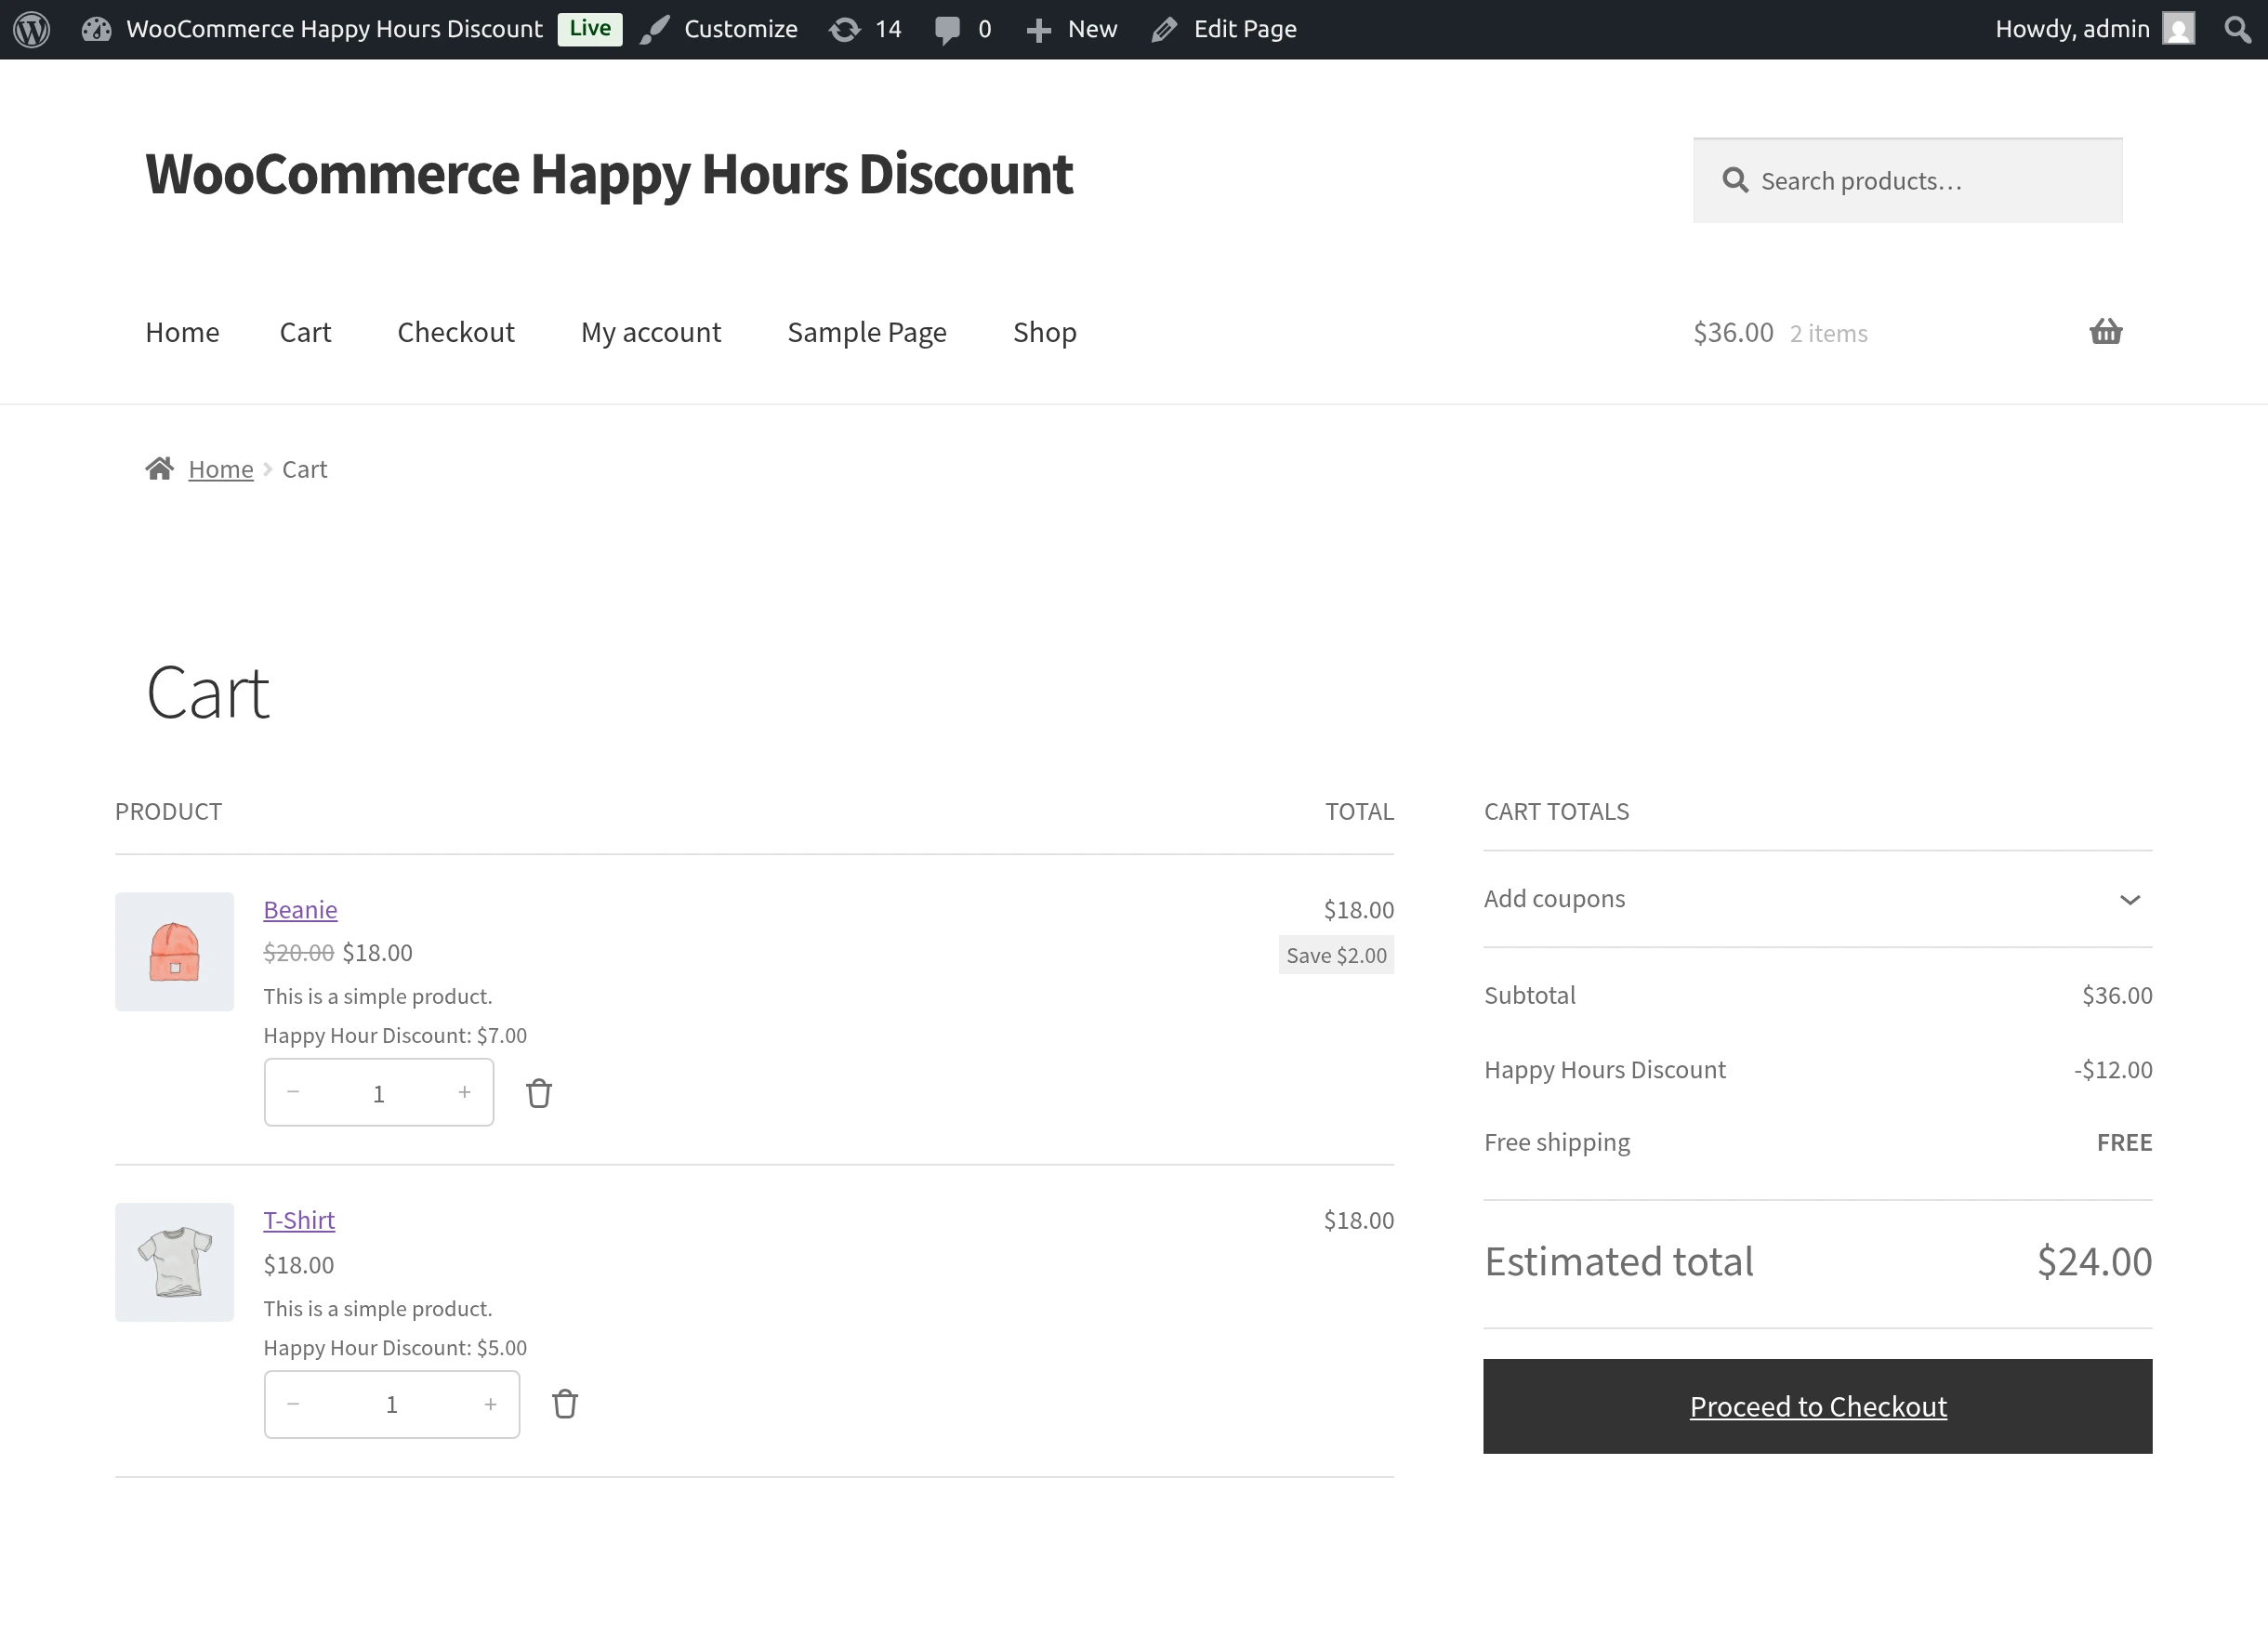 WooCommerce Happy Hours Discount Live Customize 14 0 New Edit Page Howdy, admin
WooCommerce Happy Hours Discount
Search products…
Home Cart Checkout My account Sample Page Shop
$36.00 2 items
Home Cart
Cart
PRODUCT TOTAL
Beanie $18.00
$20.00 $18.00
Save $2.00
This is a simple product.
Happy Hour Discount: $7.00
− 1 +
T-Shirt $18.00
$18.00
This is a simple product.
Happy Hour Discount: $5.00
− 1 +
CART TOTALS
Add coupons
Subtotal $36.00
Happy Hours Discount -$12.00
Free shipping FREE
Estimated total $24.00
Proceed to Checkout